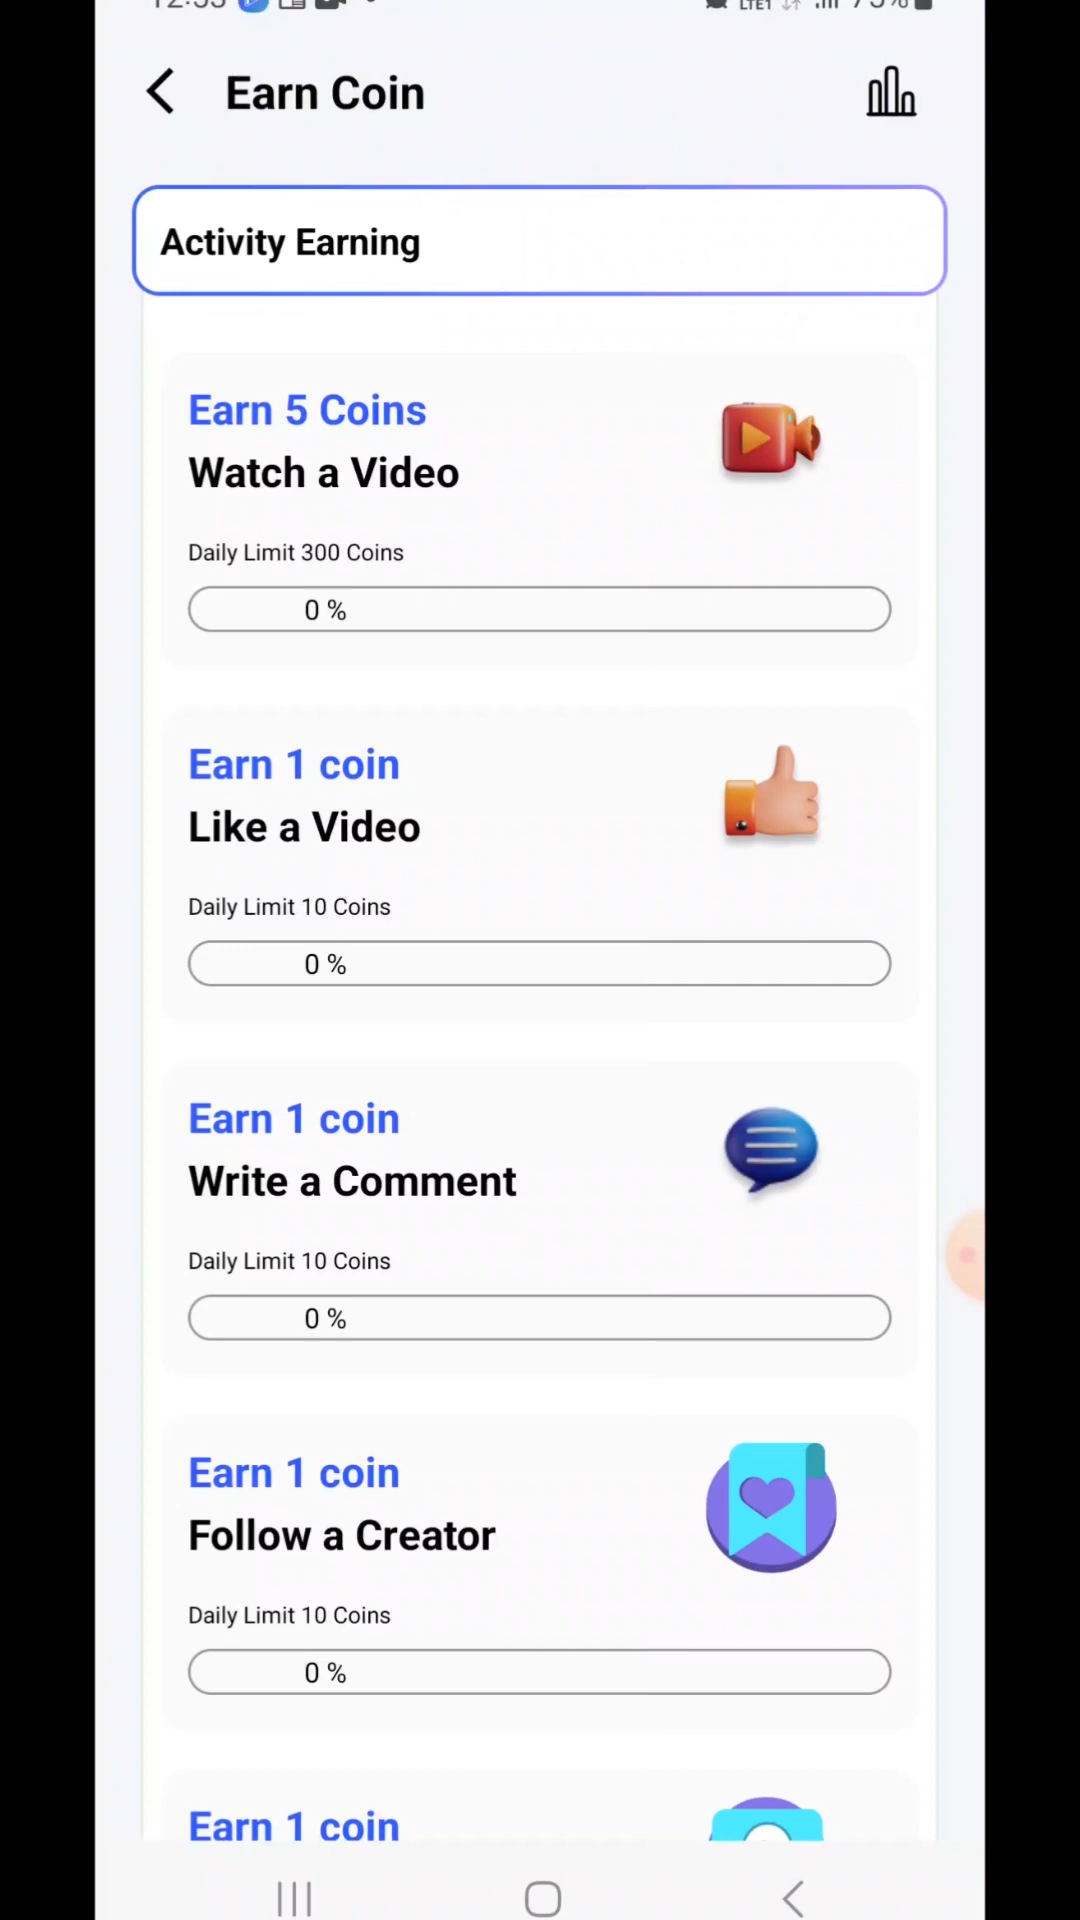 Earn Coin
Activity Earning
Earn 5 Coins
Watch a Video
Daily Limit 300 Coins
0 %
Earn 1 coin
Like a Video
Daily Limit 10 Coins
0 %
Earn 1 coin
Write a Comment
Daily Limit 10 Coins
0 %
Earn 1 coin
Follow a Creator
Daily Limit 10 Coins
0 %
Earn 1 coin